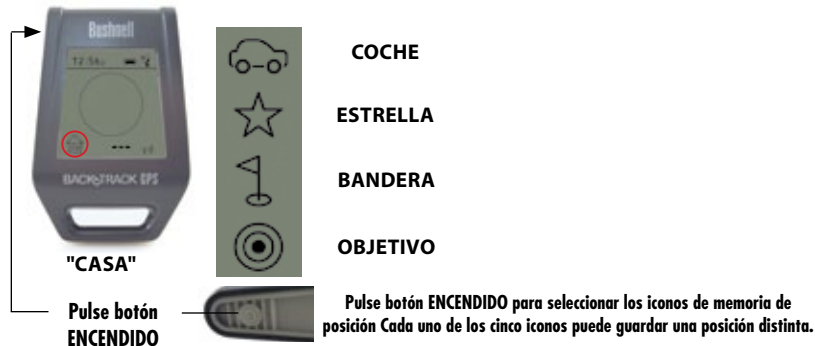 Bushnell
12:56
BACKTRACK GPS
"CASA"
COCHE
ESTRELLA
BANDERA
OBJETIVO
Pulse botón
ENCENDIDO
Pulse botón ENCENDIDO para seleccionar los iconos de memoria de
posición Cada uno de los cinco iconos puede guardar una posición distinta.